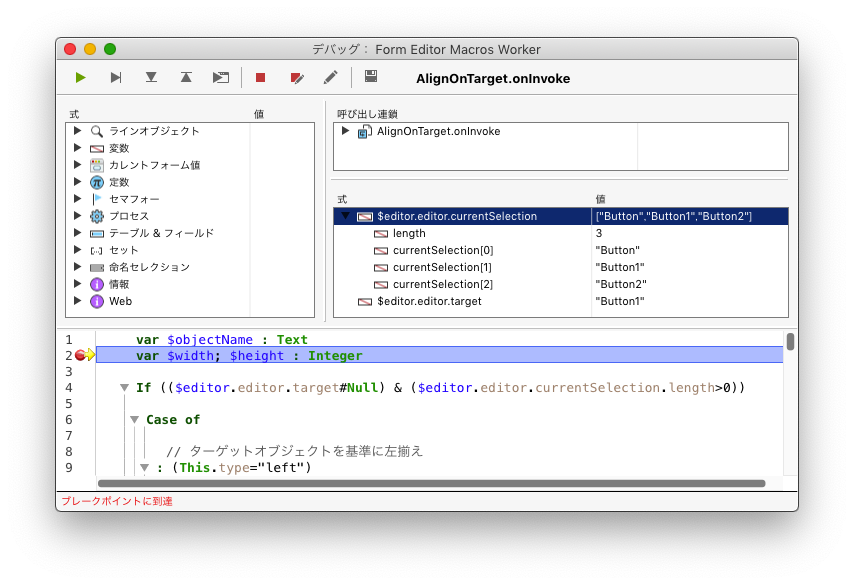 デバッグ： Form Editor Macros Worker
AlignOnTarget.onInvoke
式 値
ラインオブジェクト
変数
カレントフォーム値
定数
セマフォー
プロセス
テーブル & フィールド
セット
命名セレクション
情報
Web
呼び出し連鎖
AlignOnTarget.onInvoke
式 値
$editor.editor.currentSelection ["Button","Button1","Button2"]
length 3
currentSelection[0] "Button"
currentSelection[1] "Button1"
currentSelection[2] "Button2"
$editor.editor.target "Button1"
1 var $objectName : Text
2 var $width; $height : Integer
3
4 If (($editor.editor.target#Null) & ($editor.editor.currentSelection.length>0))
5
6 Case of
7
8 // ターゲットオブジェクトを基準に左揃え
9 : (This.type="left")
ブレークポイントに到達